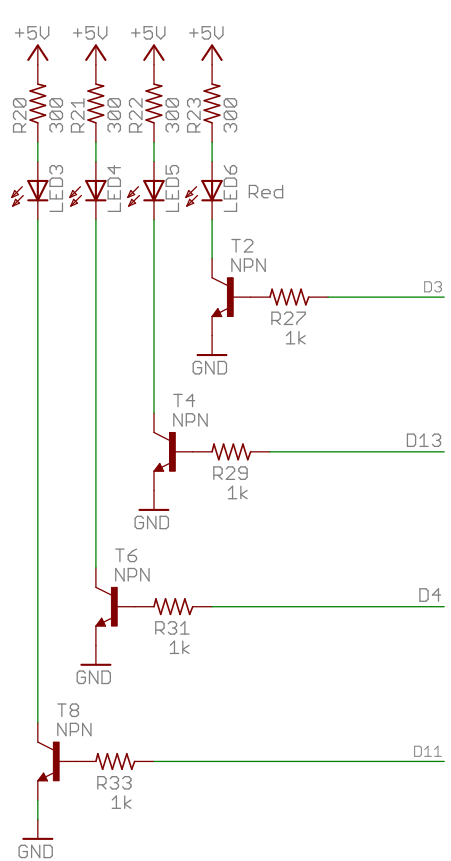 +5V +5V +5V +5V
R20 300 R21 300 R22 300 R23 300
LED3 LED4 LED5 LED6 Red
T2
NPN
D3
R27
1k
GND
T4
NPN
D13
R29
1k
GND
T6
NPN
D4
R31
1k
GND
T8
NPN
D11
R33
1k
GND